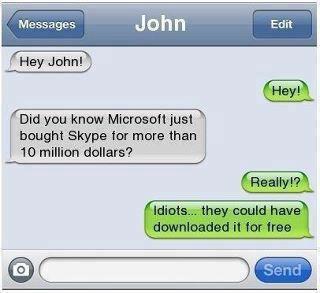 Messages
John
Edit
Hey John!
Hey!
Did you know Microsoft just
bought Skype for more than
10 million dollars?
Really!?
Idiots... they could have
downloaded it for free
Send